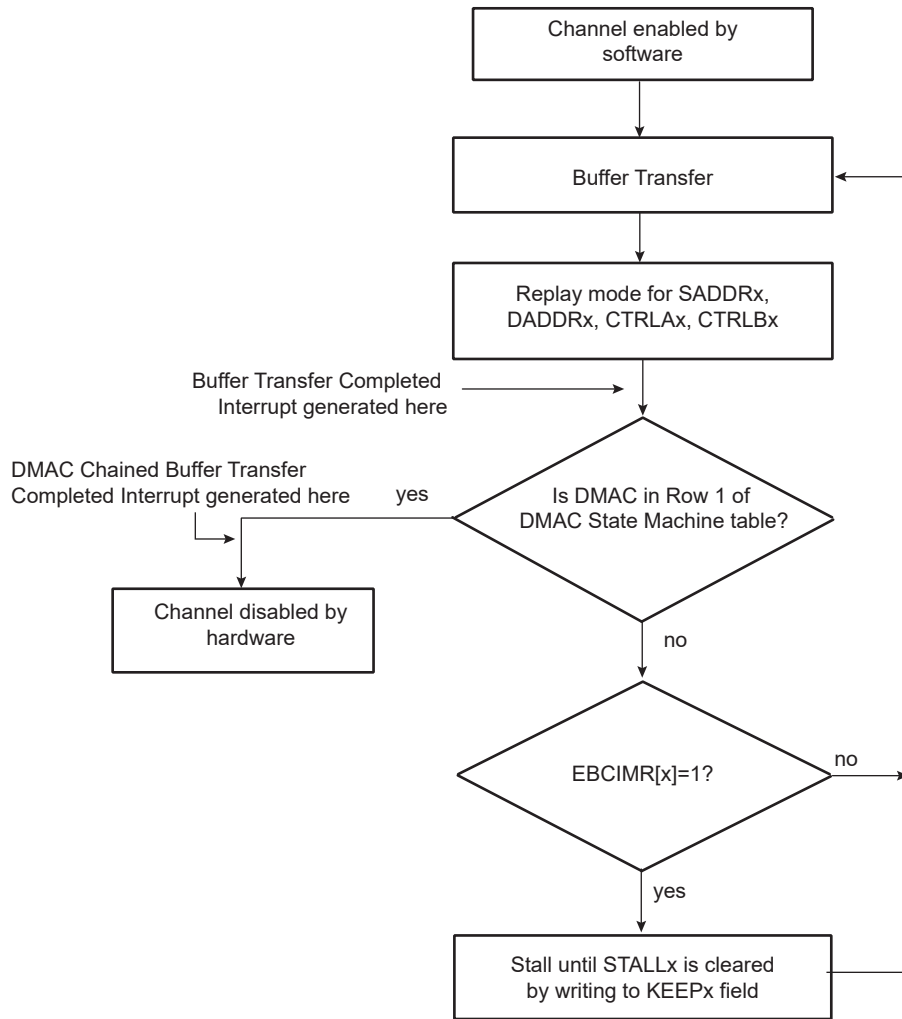 Channel enabled by
software
Buffer Transfer
Replay mode for SADDRx,
DADDRx, CTRLAx, CTRLBx
Buffer Transfer Completed
Interrupt generated here
DMAC Chained Buffer Transfer
Completed Interrupt generated here
yes
Is DMAC in Row 1 of
DMAC State Machine table?
Channel disabled by
hardware
no
EBCIMR[x]=1?
no
yes
Stall until STALLx is cleared
by writing to KEEPx field